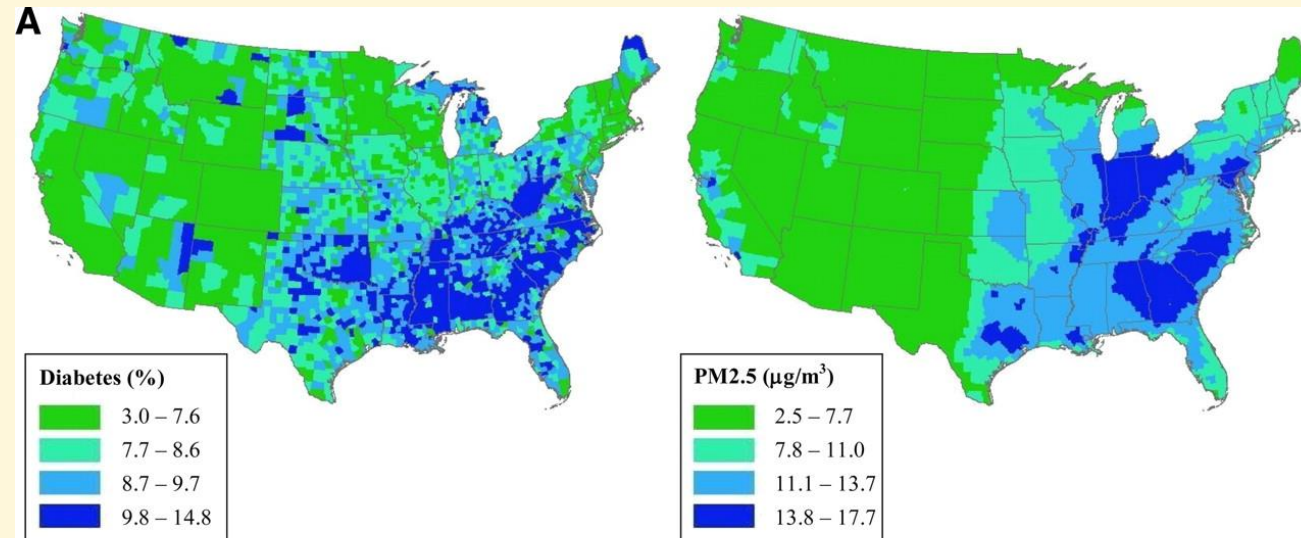 A
Diabetes (%)
3.0 – 7.6
7.7 – 8.6
8.7 – 9.7
9.8 – 14.8
PM2.5 (μg/m³)
2.5 – 7.7
7.8 – 11.0
11.1 – 13.7
13.8 – 17.7